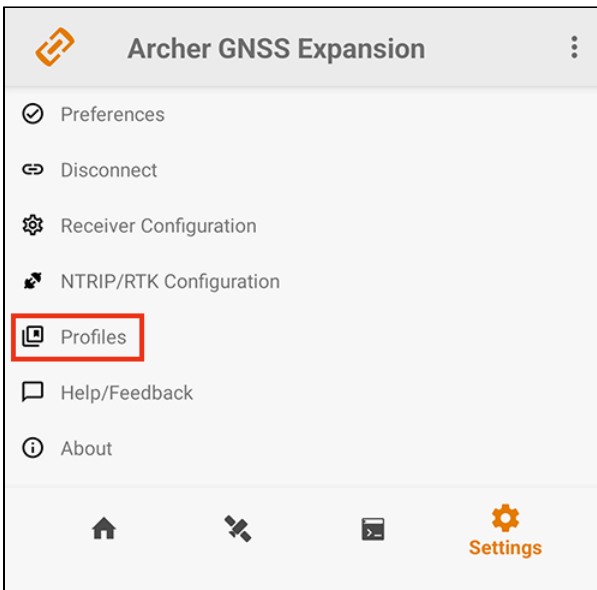 Archer GNSS Expansion
Preferences
Disconnect
Receiver Configuration
NTRIP/RTK Configuration
Profiles
Help/Feedback
About
Settings